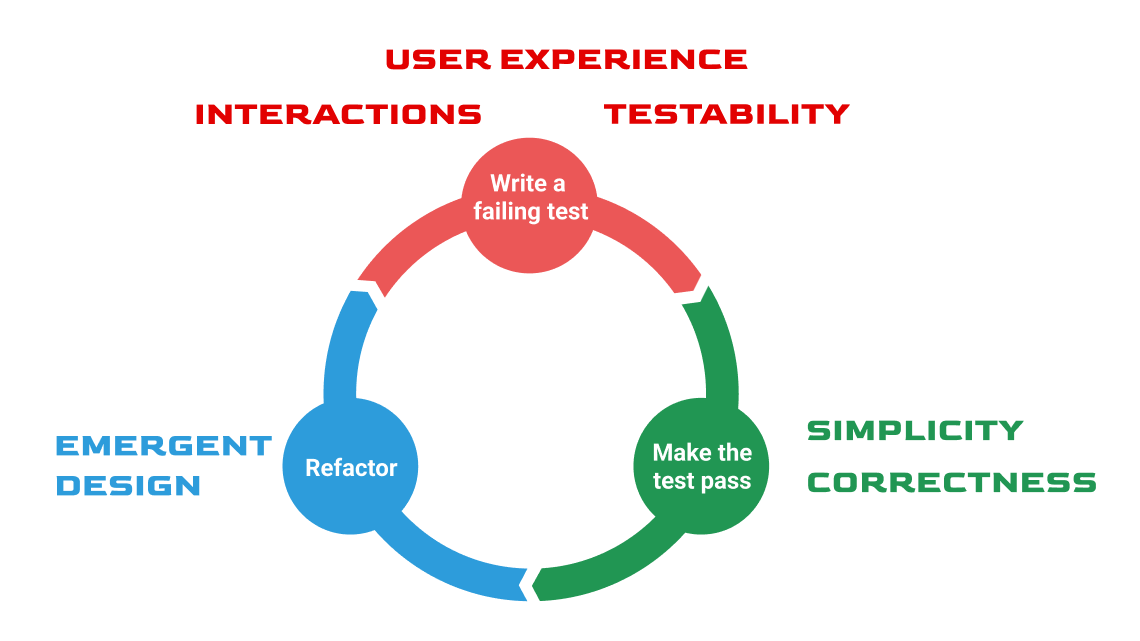 USER EXPERIENCE
INTERACTIONS
TESTABILITY
Write a
failing test
Make the
test pass
SIMPLICITY
CORRECTNESS
Refactor
EMERGENT
DESIGN